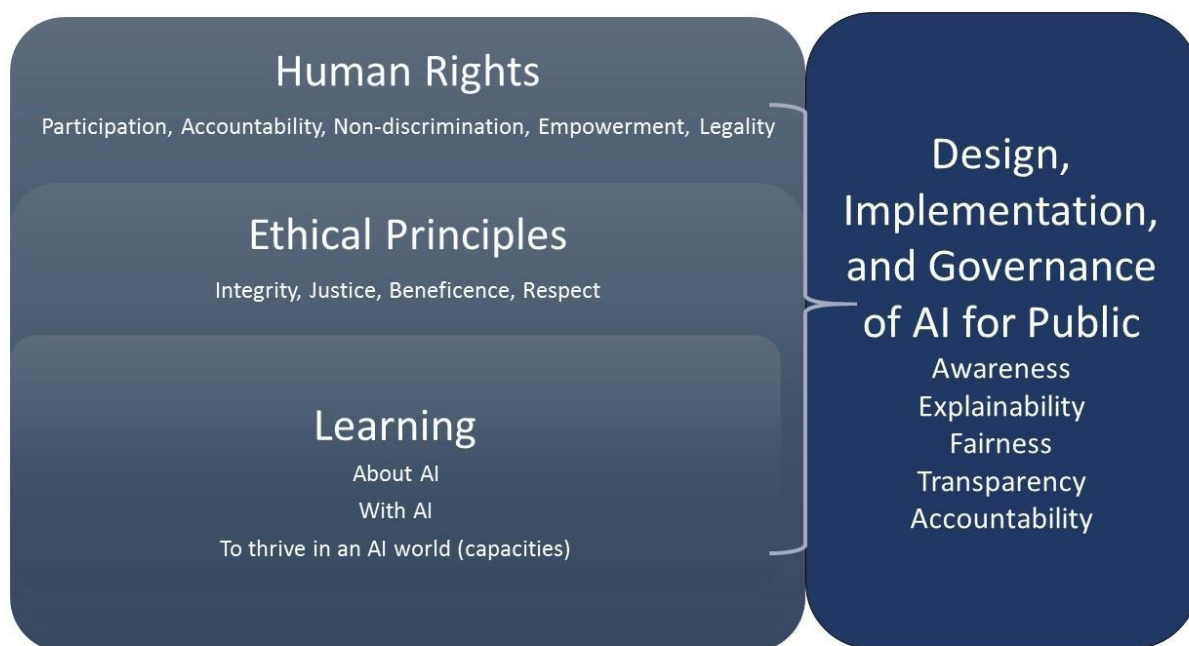 Human Rights
Participation, Accountability, Non-discrimination, Empowerment, Legality
Ethical Principles
Integrity, Justice, Beneficence, Respect
Learning
About AI
With AI
To thrive in an AI world (capacities)
Design,
Implementation,
and Governance
of AI for Public
Awareness
Explainability
Fairness
Transparency
Accountability